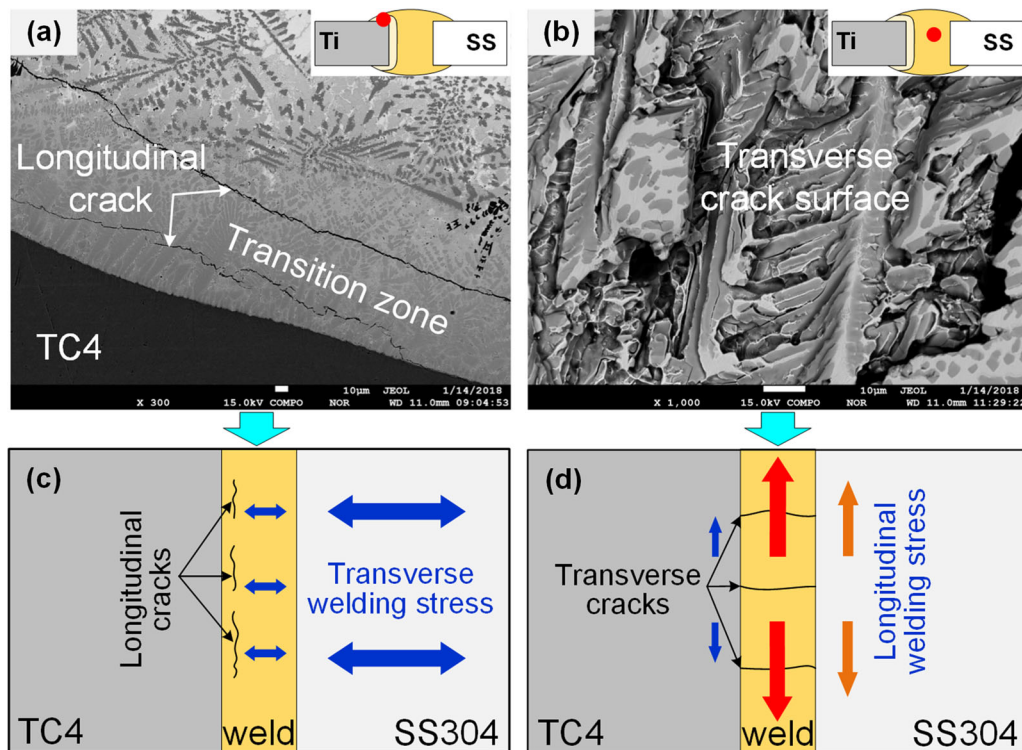 (a)
Ti
SS
Longitudinal
crack
Transition zone
TC4
10μm JEOL 1/14/2018
X 300 15.0kV COMPO NOR WD 11.0mm 09:04:53
(b)
Ti
SS
Transverse
crack surface
10μm JEOL 1/14/2018
X 1,000 15.0kV COMPO NOR WD 11.0mm 11:29:22
(c)
Longitudinal
cracks
Transverse
welding stress
TC4
weld
SS304
(d)
Transverse
cracks
Longitudinal
welding stress
TC4
weld
SS304